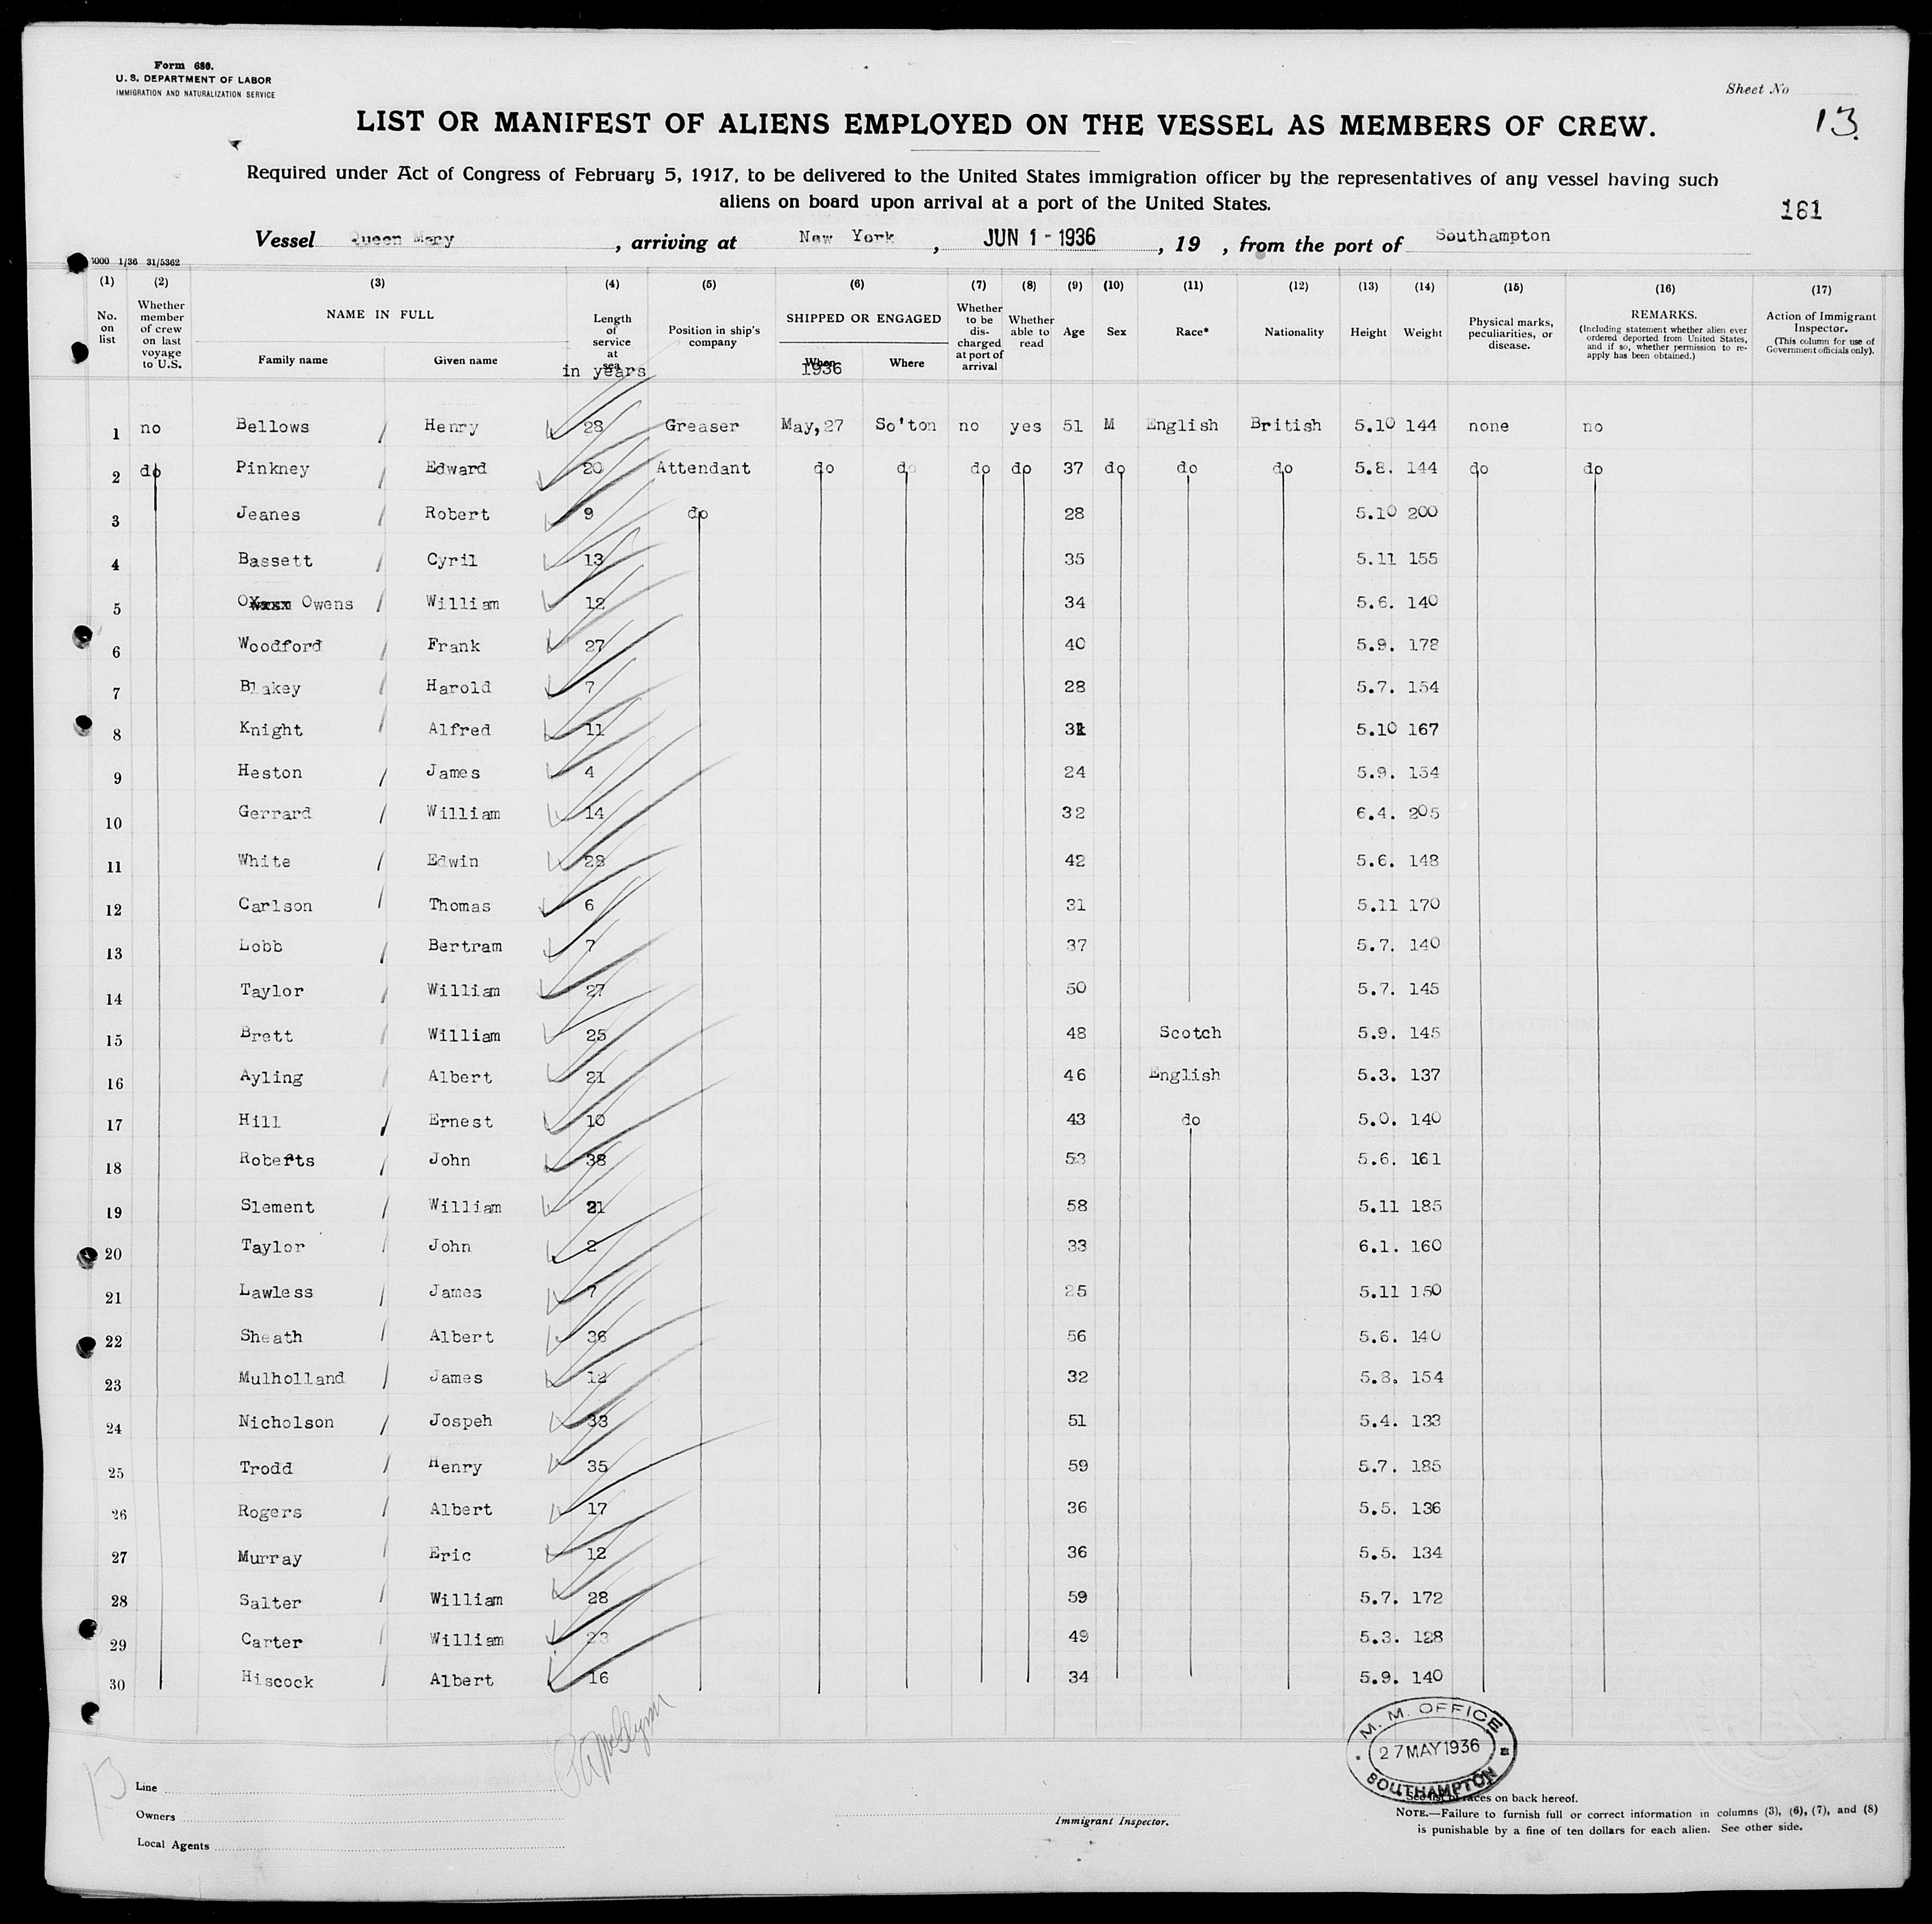 Form 680.
U. S. DEPARTMENT OF LABOR
IMMIGRATION AND NATURALIZATION SERVICE
Sheet No
13
LIST OR MANIFEST OF ALIENS EMPLOYED ON THE VESSEL AS MEMBERS OF CREW.
Required under Act of Congress of February 5, 1917, to be delivered to the United States immigration officer by the representatives of any vessel having such
aliens on board upon arrival at a port of the United States.
161
Vessel Queen Mary, arriving at New York, JUN 1 - 1936, 19 , from the port of Southampton
5000 1/36 31/5362
(1) (2) (3) (4) (5) (6) (7) (8) (9) (10) (11) (12) (13) (14) (15) (16) (17)
No. on list
Whether member of crew on last voyage to U.S.
NAME IN FULL
Family name
Given name
Length of service at sea
in years
Position in ship's company
SHIPPED OR ENGAGED
When
1936
Where
Whether to be discharged at port of arrival
Whether able to read
Age
Sex
Race*
Nationality
Height
Weight
Physical marks, peculiarities, or disease.
REMARKS.
(Including statement whether alien ever ordered deported from United States, and if so, whether permission to re-apply has been obtained.)
Action of Immigrant Inspector.
(This column for use of Government officials only).
1 no Bellows Henry 28 Greaser May,27 So'ton no yes 51 M English British 5.10 144 none no
2 do Pinkney Edward 20 Attendant do do do do 37 do do do 5.8. 144 do do
3 Jeanes Robert 9 do 28 5.10 200
4 Bassett Cyril 13 35 5.11 155
5 Owens William 12 34 5.6. 140
6 Woodford Frank 27 40 5.9. 178
7 Blakey Harold 7 28 5.7. 154
8 Knight Alfred 11 31 5.10 167
9 Heston James 4 24 5.9. 154
10 Gerrard William 14 32 6.4. 205
11 White Edwin 28 42 5.6. 148
12 Carlson Thomas 6 31 5.11 170
13 Lobb Bertram 7 37 5.7. 140
14 Taylor William 27 50 5.7. 145
15 Brett William 25 48 Scotch 5.9. 145
16 Ayling Albert 21 46 English 5.3. 137
17 Hill Ernest 10 43 do 5.0. 140
18 Roberts John 38 53 5.6. 161
19 Slement William 21 58 5.11 185
20 Taylor John 2 33 6.1. 160
21 Lawless James 7 25 5.11 150
22 Sheath Albert 36 56 5.6. 140
23 Mulholland James 12 32 5.8. 154
24 Nicholson Jospeh 33 51 5.4. 133
25 Trodd Henry 35 59 5.7. 185
26 Rogers Albert 17 36 5.5. 136
27 Murray Eric 12 36 5.5. 134
28 Salter William 28 59 5.7. 172
29 Carter William 23 49 5.3. 128
30 Hiscock Albert 16 34 5.9. 140
M. M. OFFICE
27 MAY 1936
SOUTHAMPTON
Line
Owners
Local Agents
Immigrant Inspector.
* See list of races on back hereof.
NOTE.—Failure to furnish full or correct information in columns (3), (6), (7), and (8)
is punishable by a fine of ten dollars for each alien. See other side.